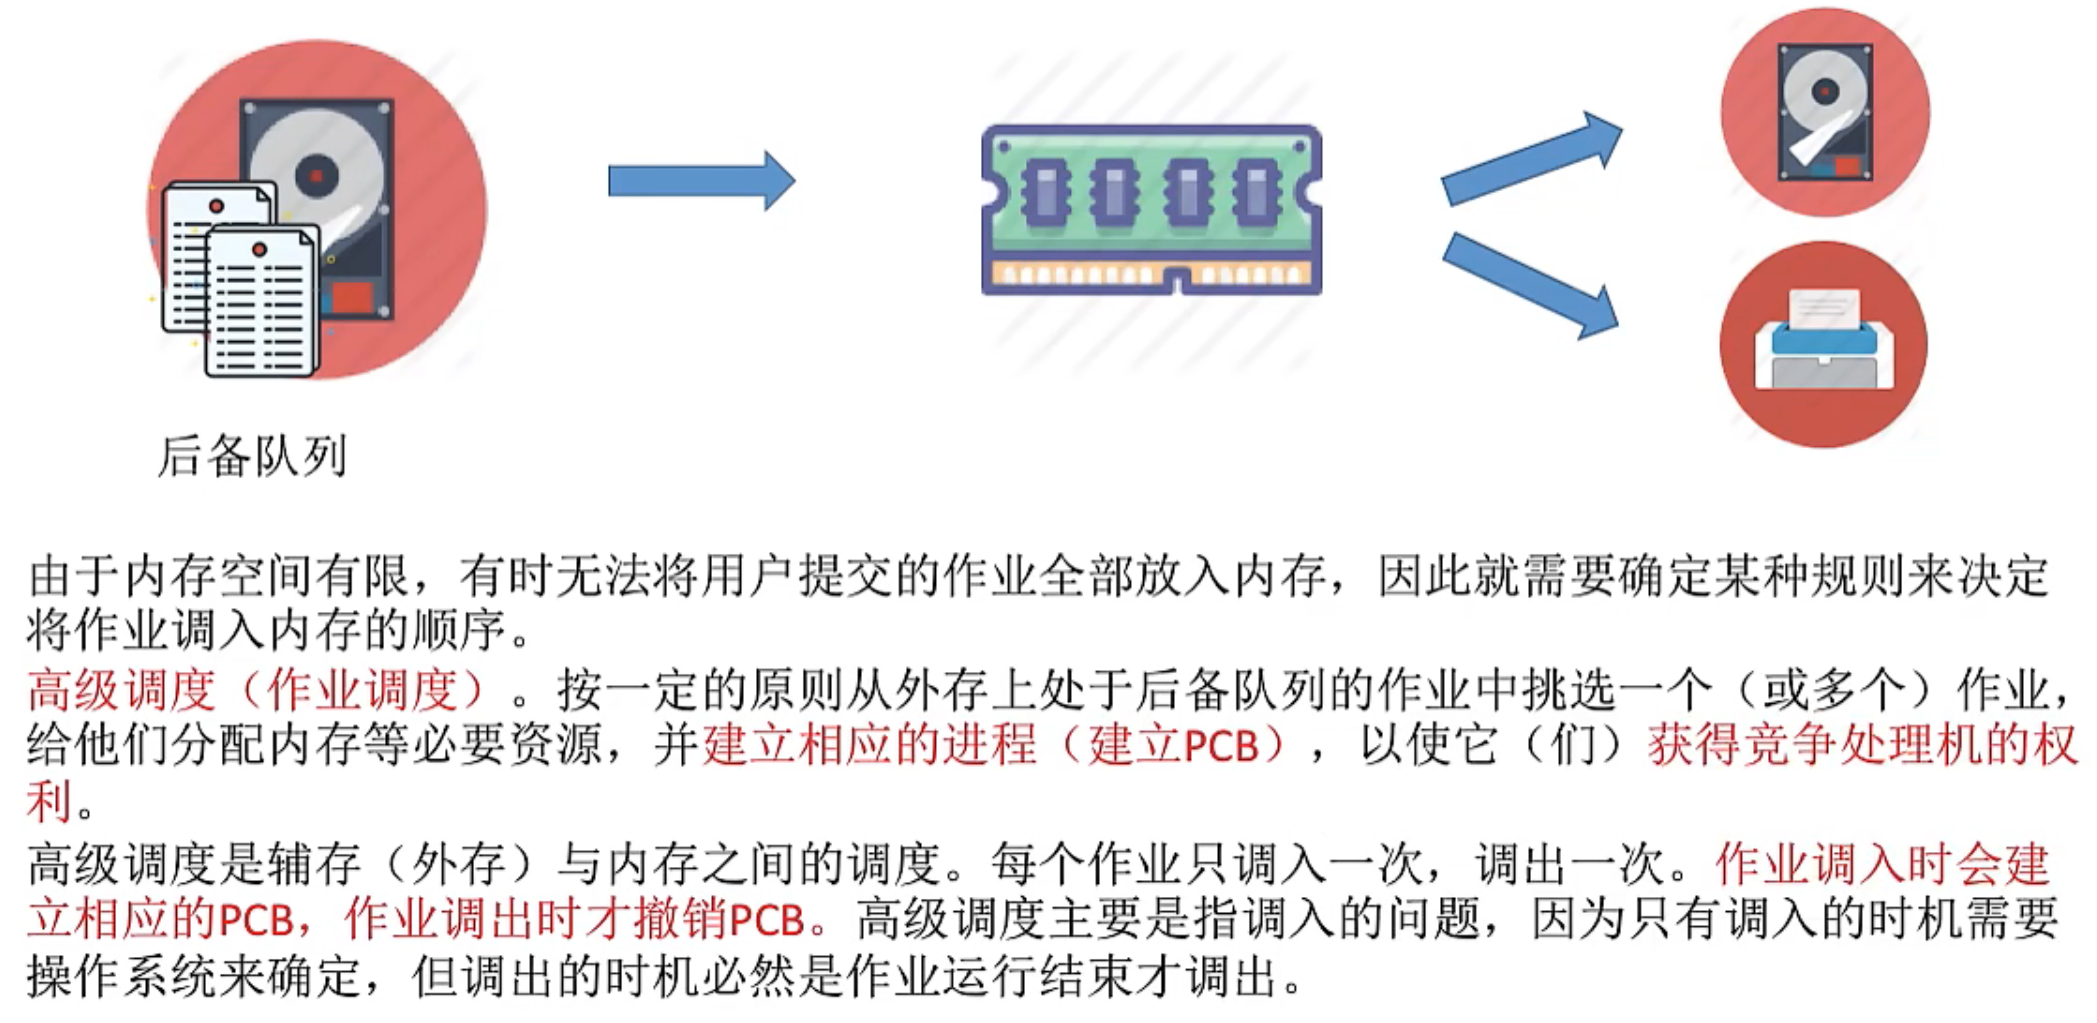 后备队列
由于内存空间有限，有时无法将用户提交的作业全部放入内存，因此就需要确定某种规则来决定
将作业调入内存的顺序。
高级调度（作业调度）。按一定的原则从外存上处于后备队列的作业中挑选一个（或多个）作业，
给他们分配内存等必要资源，并建立相应的进程（建立PCB），以使它（们）获得竞争处理机的权
利。
高级调度是辅存（外存）与内存之间的调度。每个作业只调入一次，调出一次。作业调入时会建
立相应的PCB，作业调出时才撤销PCB。高级调度主要是指调入的问题，因为只有调入的时机需要
操作系统来确定，但调出的时机必然是作业运行结束才调出。